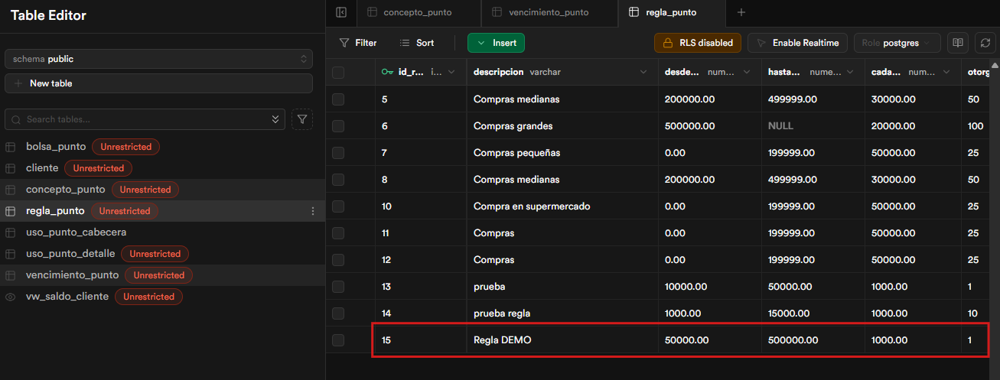 Table Editor
schema public
New table
Search tables...
bolsa_punto Unrestricted
cliente Unrestricted
concepto_punto Unrestricted
regla_punto Unrestricted
uso_punto_cabecera
uso_punto_detalle Unrestricted
vencimiento_punto Unrestricted
vw_saldo_cliente Unrestricted
concepto_punto vencimiento_punto regla_punto
Filter Sort Insert RLS disabled Enable Realtime Role postgres
id_r... i... descripcion varchar desde... num... hasta... nume... cada... num... otorg
5 Compras medianas 200000.00 499999.00 30000.00 50
6 Compras grandes 500000.00 NULL 20000.00 100
7 Compras pequeñas 0.00 199999.00 50000.00 25
8 Compras medianas 200000.00 499999.00 30000.00 50
10 Compra en supermercado 0.00 199999.00 50000.00 25
11 Compras 0.00 199999.00 50000.00 25
12 Compras 0.00 199999.00 50000.00 25
13 prueba 10000.00 50000.00 1000.00 1
14 prueba regla 1000.00 15000.00 1000.00 10
15 Regla DEMO 50000.00 500000.00 1000.00 1